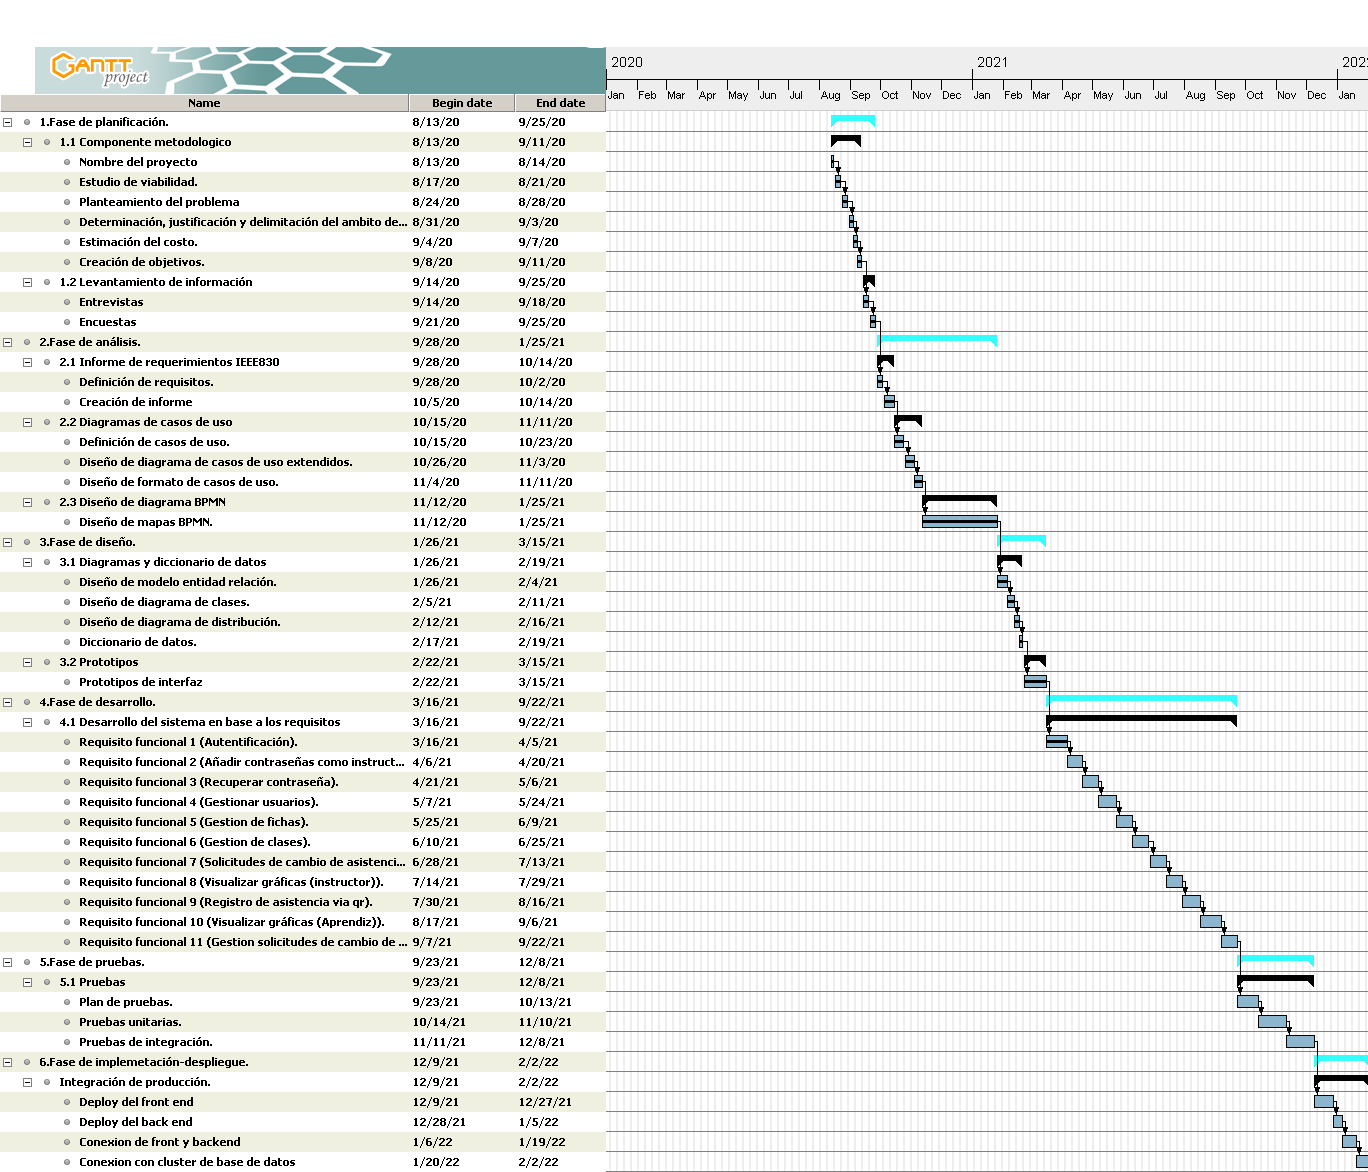 GANTT project
2020 2021 202
Jan Feb Mar Apr May Jun Jul Aug Sep Oct Nov Dec Jan Feb Mar Apr May Jun Jul Aug Sep Oct Nov Dec Jan
Name Begin date End date
1.Fase de planificación. 8/13/20 9/25/20
1.1 Componente metodologico 8/13/20 9/11/20
Nombre del proyecto 8/13/20 8/14/20
Estudio de viabilidad. 8/17/20 8/21/20
Planteamiento del problema 8/24/20 8/28/20
Determinación, justificación y delimitación del ambito de... 8/31/20 9/3/20
Estimación del costo. 9/4/20 9/7/20
Creación de objetivos. 9/8/20 9/11/20
1.2 Levantamiento de información 9/14/20 9/25/20
Entrevistas 9/14/20 9/18/20
Encuestas 9/21/20 9/25/20
2.Fase de análisis. 9/28/20 1/25/21
2.1 Informe de requerimientos IEEE830 9/28/20 10/14/20
Definición de requisitos. 9/28/20 10/2/20
Creación de informe 10/5/20 10/14/20
2.2 Diagramas de casos de uso 10/15/20 11/11/20
Definición de casos de uso. 10/15/20 10/23/20
Diseño de diagrama de casos de uso extendidos. 10/26/20 11/3/20
Diseño de formato de casos de uso. 11/4/20 11/11/20
2.3 Diseño de diagrama BPMN 11/12/20 1/25/21
Diseño de mapas BPMN. 11/12/20 1/25/21
3.Fase de diseño. 1/26/21 3/15/21
3.1 Diagramas y diccionario de datos 1/26/21 2/19/21
Diseño de modelo entidad relación. 1/26/21 2/4/21
Diseño de diagrama de clases. 2/5/21 2/11/21
Diseño de diagrama de distribución. 2/12/21 2/16/21
Diccionario de datos. 2/17/21 2/19/21
3.2 Prototipos 2/22/21 3/15/21
Prototipos de interfaz 2/22/21 3/15/21
4.Fase de desarrollo. 3/16/21 9/22/21
4.1 Desarrollo del sistema en base a los requisitos 3/16/21 9/22/21
Requisito funcional 1 (Autentificación). 3/16/21 4/5/21
Requisito funcional 2 (Añadir contraseñas como instruct... 4/6/21 4/20/21
Requisito funcional 3 (Recuperar contraseña). 4/21/21 5/6/21
Requisito funcional 4 (Gestionar usuarios). 5/7/21 5/24/21
Requisito funcional 5 (Gestion de fichas). 5/25/21 6/9/21
Requisito funcional 6 (Gestion de clases). 6/10/21 6/25/21
Requisito funcional 7 (Solicitudes de cambio de asistenci... 6/28/21 7/13/21
Requisito funcional 8 (Visualizar gráficas (instructor)). 7/14/21 7/29/21
Requisito funcional 9 (Registro de asistencia via qr). 7/30/21 8/16/21
Requisito funcional 10 (Visualizar gráficas (Aprendiz)). 8/17/21 9/6/21
Requisito funcional 11 (Gestion solicitudes de cambio de ... 9/7/21 9/22/21
5.Fase de pruebas. 9/23/21 12/8/21
5.1 Pruebas 9/23/21 12/8/21
Plan de pruebas. 9/23/21 10/13/21
Pruebas unitarias. 10/14/21 11/10/21
Pruebas de integración. 11/11/21 12/8/21
6.Fase de implemetación-despliegue. 12/9/21 2/2/22
Integración de producción. 12/9/21 2/2/22
Deploy del front end 12/9/21 12/27/21
Deploy del back end 12/28/21 1/5/22
Conexion de front y backend 1/6/22 1/19/22
Conexion con cluster de base de datos 1/20/22 2/2/22